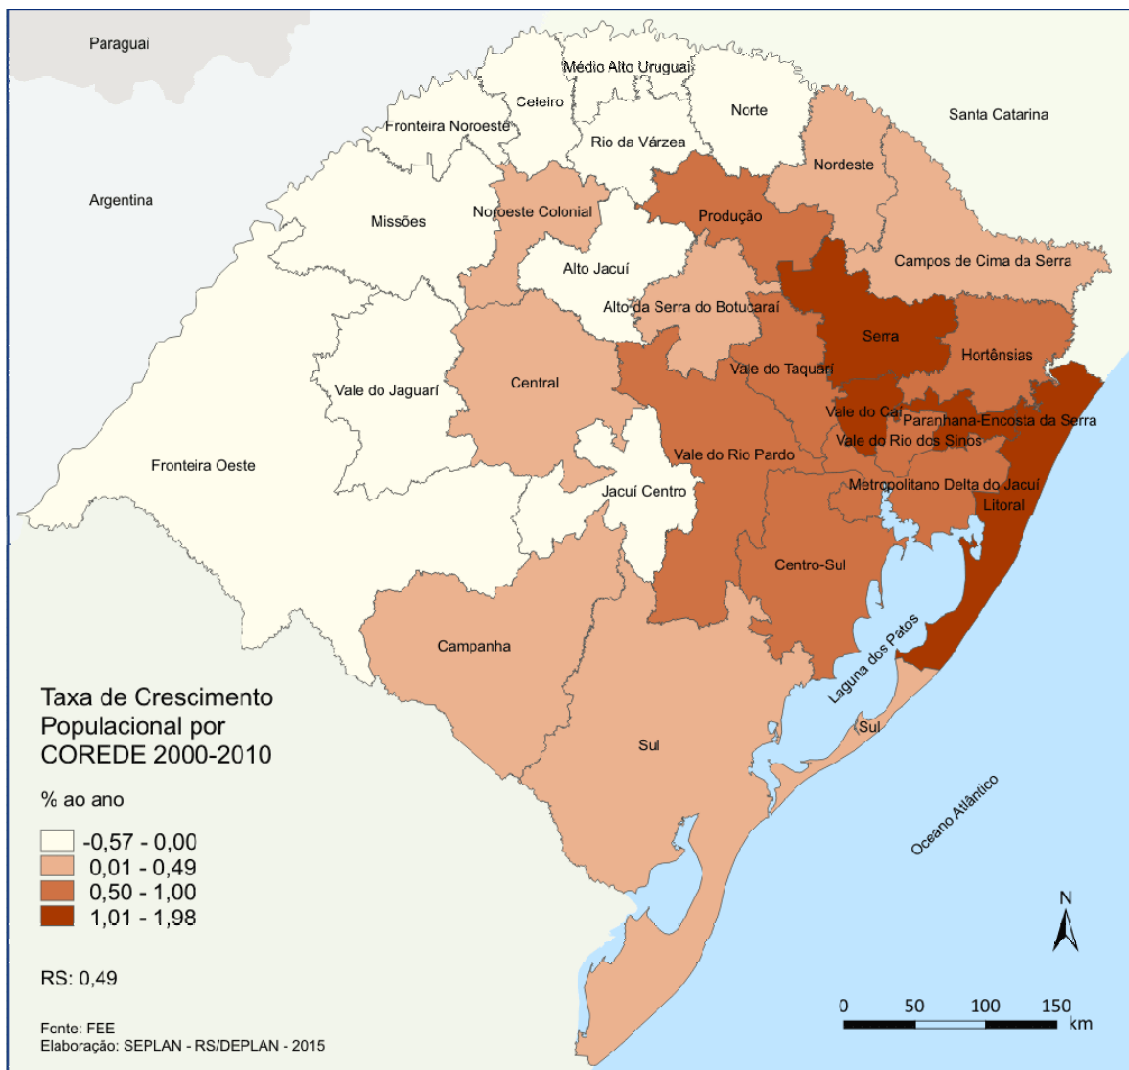 Paraguai
Médio Alto Uruguai
Celeiro
Norte
Santa Catarina
Fronteira Noroeste
Rio da Várzea
Nordeste
Argentina
Missões
Noroeste Colonial
Produção
Alto Jacuí
Campos de Cima da Serra
Alto da Serra do Botucaraí
Serra
Hortênsias
Vale do Taquarí
Central
Vale do Jaguarí
Vale do Caí
Paranhana-Encosta da Serra
Vale do Rio dos Sinos
Vale do Rio Pardo
Fronteira Oeste
Jacuí Centro
Metropolitano Delta do Jacuí
Litoral
Centro-Sul
Campanha
Laguna dos Patos
Sul
Sul
Oceano Atlântico
Taxa de Crescimento
Populacional por
COREDE 2000-2010
% ao ano
-0,57 - 0,00
0,01 - 0,49
0,50 - 1,00
1,01 - 1,98
RS: 0,49
Fonte: FEE
Elaboração: SEPLAN - RS/DEPLAN - 2015
N
0 50 100 150
km